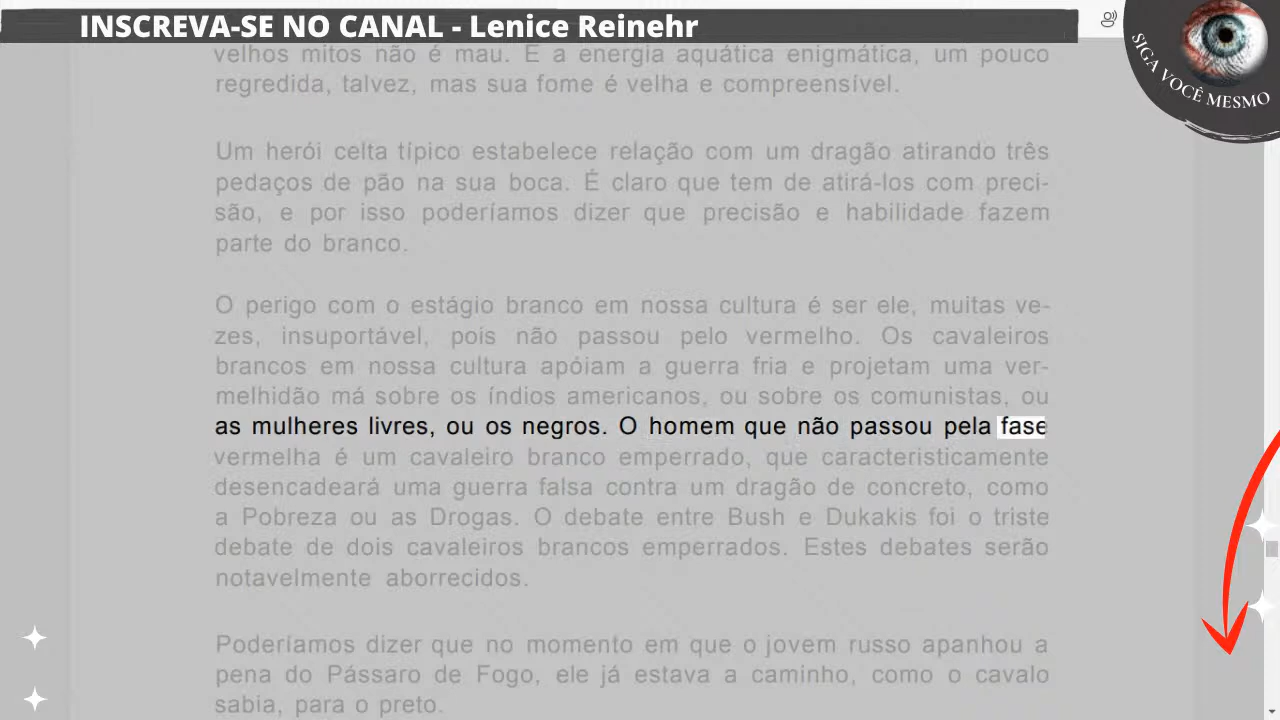 INSCREVA-SE NO CANAL - Lenice Reinehr
SIGA VOCÊ MESMO
velhos mitos não é mau. E a energia aquática enigmática, um pouco
regredida, talvez, mas sua fome é velha e compreensível.
Um herói celta típico estabelece relação com um dragão atirando três
pedaços de pão na sua boca. É claro que tem de atirá-los com preci-
são, e por isso poderíamos dizer que precisão e habilidade fazem
parte do branco.
O perigo com o estágio branco em nossa cultura é ser ele, muitas ve-
zes, insuportável, pois não passou pelo vermelho. Os cavaleiros
brancos em nossa cultura apóiam a guerra fria e projetam uma ver-
melhidão má sobre os índios americanos, ou sobre os comunistas, ou
as mulheres livres, ou os negros. O homem que não passou pela fase
vermelha é um cavaleiro branco emperrado, que caracteristicamente
desencadeará uma guerra falsa contra um dragão de concreto, como
a Pobreza ou as Drogas. O debate entre Bush e Dukakis foi o triste
debate de dois cavaleiros brancos emperrados. Estes debates serão
notavelmente aborrecidos.
Poderíamos dizer que no momento em que o jovem russo apanhou a
pena do Pássaro de Fogo, ele já estava a caminho, como o cavalo
sabia, para o preto.